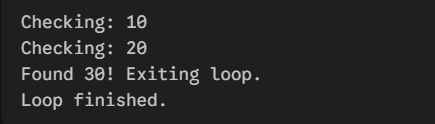 Checking: 10
Checking: 20
Found 30! Exiting loop.
Loop finished.